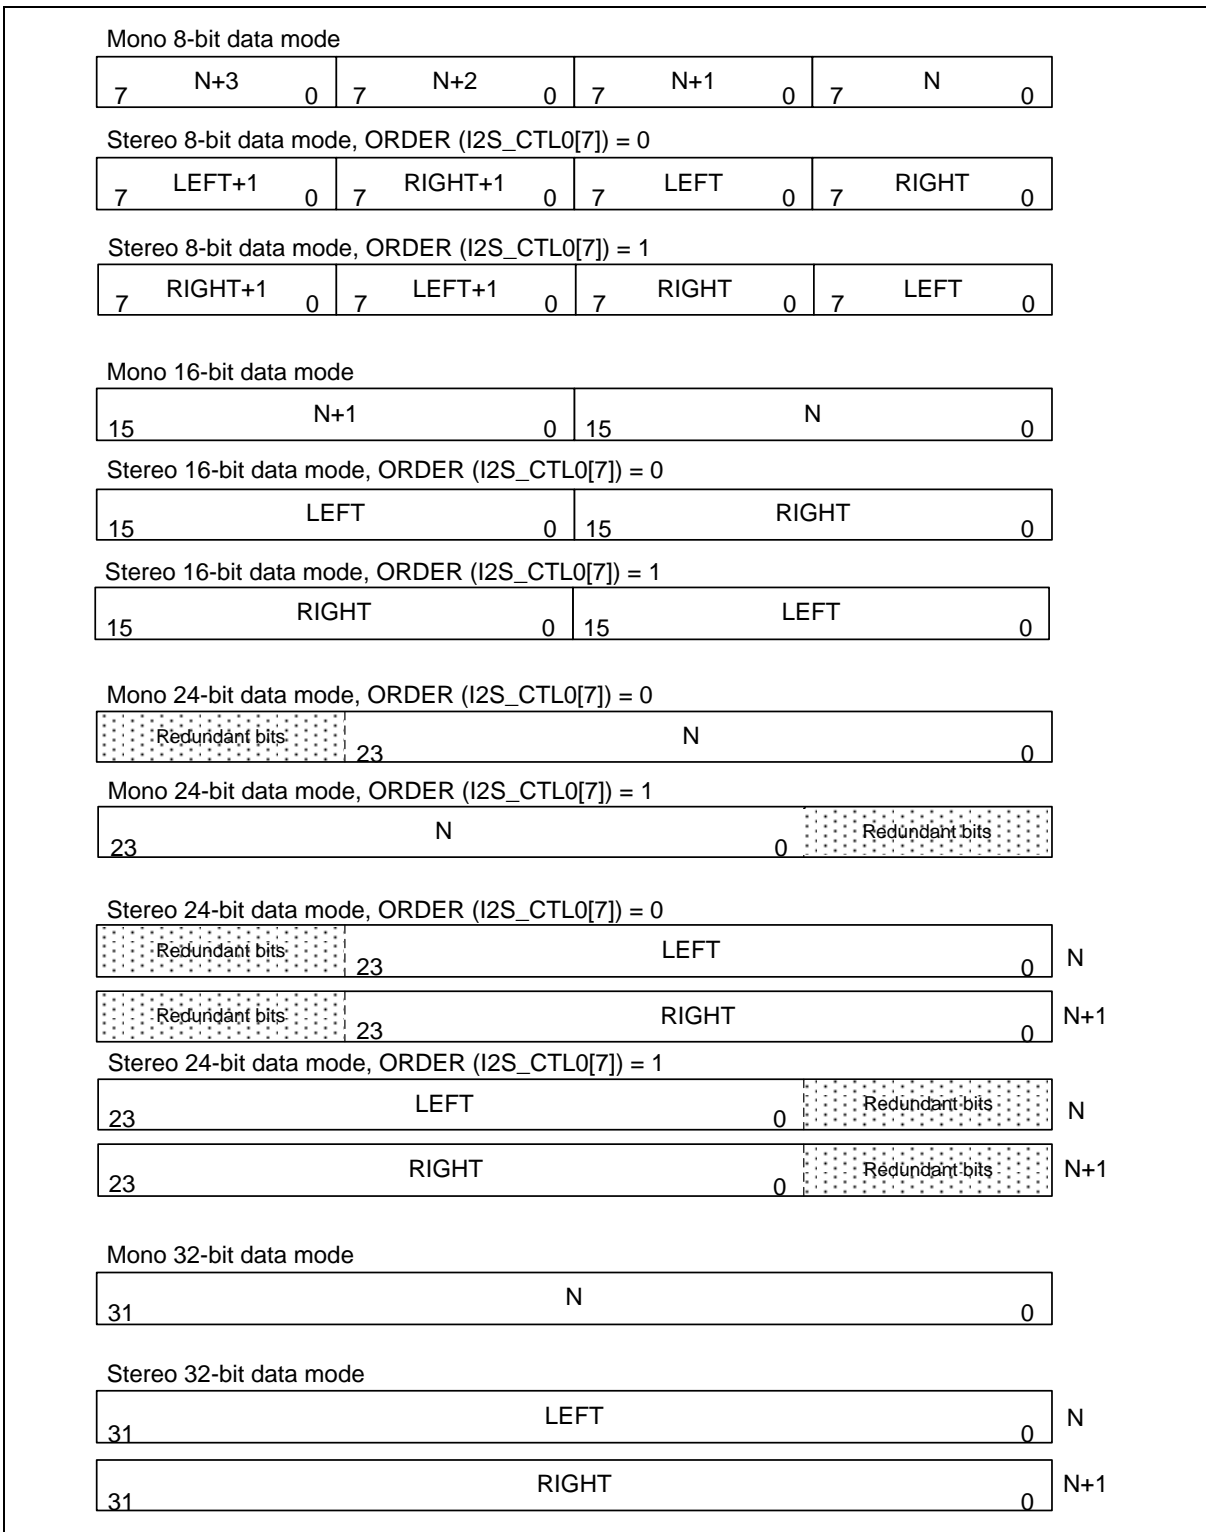 Mono 8-bit data mode
N+3 N+2 N+1 N
7 0 7 0 7 0 7 0
Stereo 8-bit data mode, ORDER (I2S_CTL0[7]) = 0
LEFT+1 RIGHT+1 LEFT RIGHT
7 0 7 0 7 0 7 0
Stereo 8-bit data mode, ORDER (I2S_CTL0[7]) = 1
RIGHT+1 LEFT+1 RIGHT LEFT
7 0 7 0 7 0 7 0
Mono 16-bit data mode
N+1 N
15 0 15 0
Stereo 16-bit data mode, ORDER (I2S_CTL0[7]) = 0
LEFT RIGHT
15 0 15 0
Stereo 16-bit data mode, ORDER (I2S_CTL0[7]) = 1
RIGHT LEFT
15 0 15 0
Mono 24-bit data mode, ORDER (I2S_CTL0[7]) = 0
Redundant bits N
23 0
Mono 24-bit data mode, ORDER (I2S_CTL0[7]) = 1
N Redundant bits
23 0
Stereo 24-bit data mode, ORDER (I2S_CTL0[7]) = 0
Redundant bits LEFT N
23 0
Redundant bits RIGHT N+1
23 0
Stereo 24-bit data mode, ORDER (I2S_CTL0[7]) = 1
LEFT Redundant bits N
23 0
RIGHT Redundant bits N+1
23 0
Mono 32-bit data mode
N
31 0
Stereo 32-bit data mode
LEFT N
31 0
RIGHT N+1
31 0